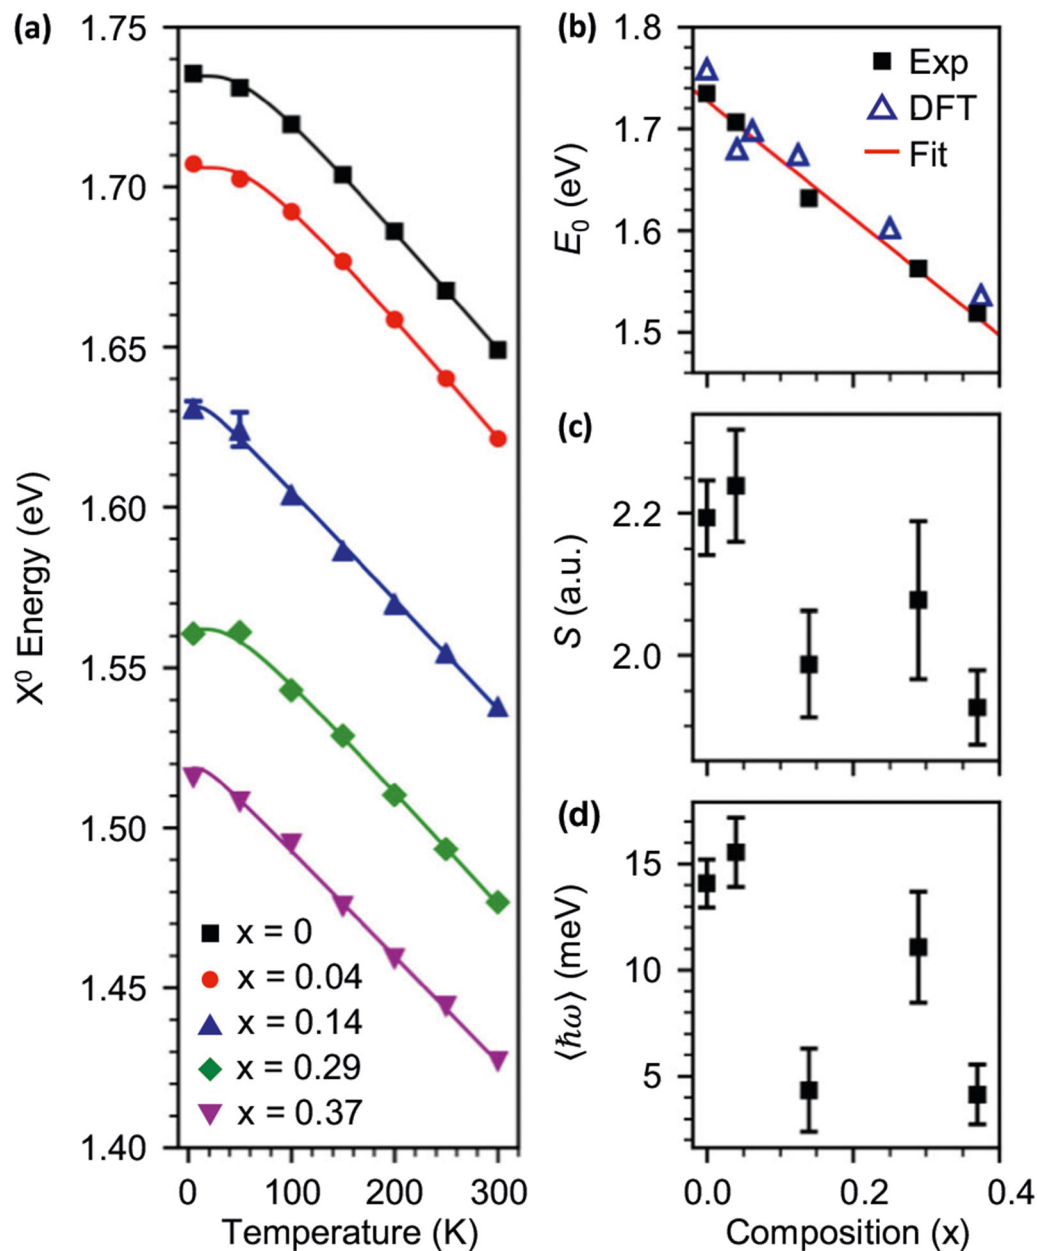 (a)
1.75
1.70
1.65
1.60
1.55
1.50
1.45
1.40
X⁰ Energy (eV)
x = 0
x = 0.04
x = 0.14
x = 0.29
x = 0.37
0 100 200 300
Temperature (K)
(b)
1.8
1.7
1.6
1.5
E₀ (eV)
Exp
DFT
Fit
(c)
2.2
2.0
S (a.u.)
(d)
15
10
5
⟨ħω⟩ (meV)
0.0 0.2 0.4
Composition (x)